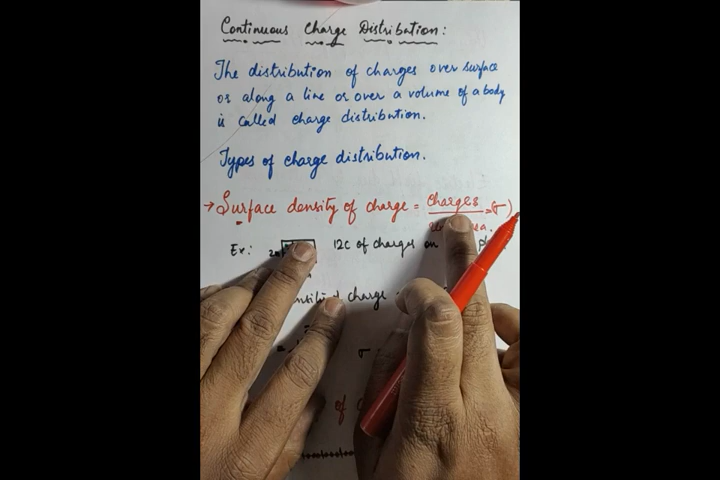 Continuous Charge Distribution:
The distribution of charges over surface
or along a line or over a volume of a body
is called charge distribution.
Types of charge distribution.
→ Surface density of charge = charges = σ)
Ex: 12C of charges on
charge
σ
of